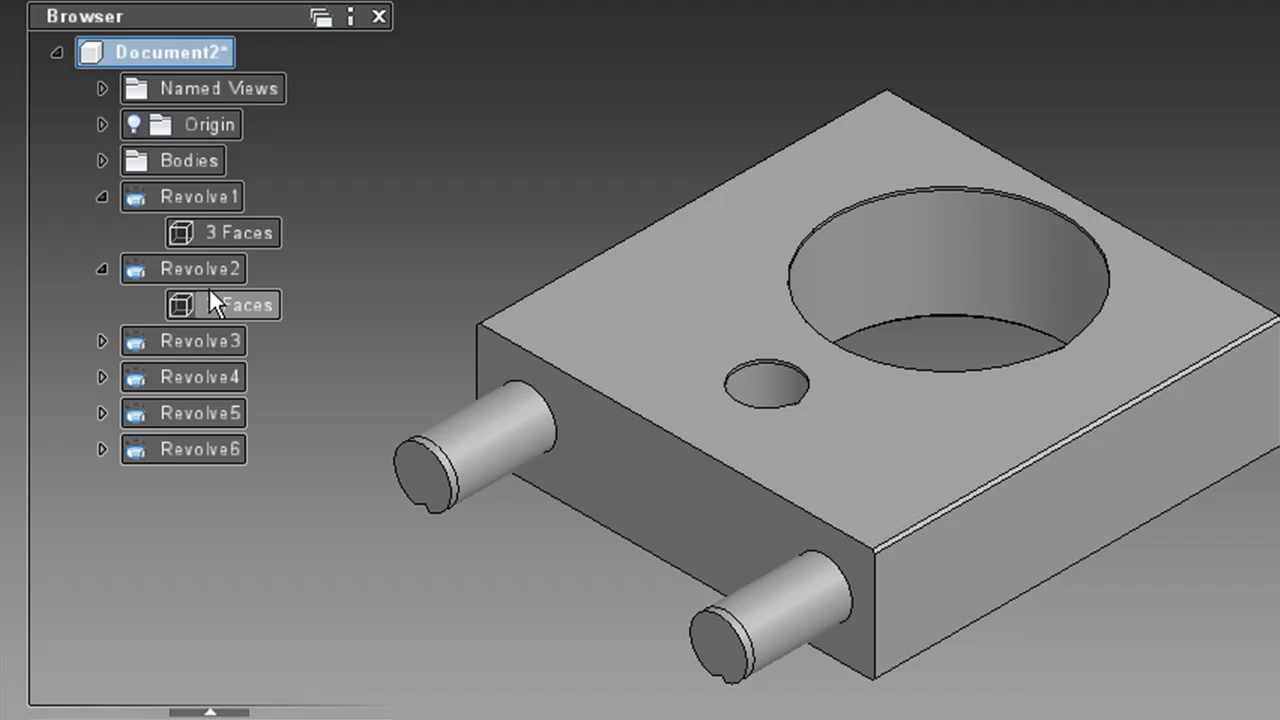 Browser
Document2*
Named Views
Origin
Bodies
Revolve1
3 Faces
Revolve2
Faces
Revolve3
Revolve4
Revolve5
Revolve6